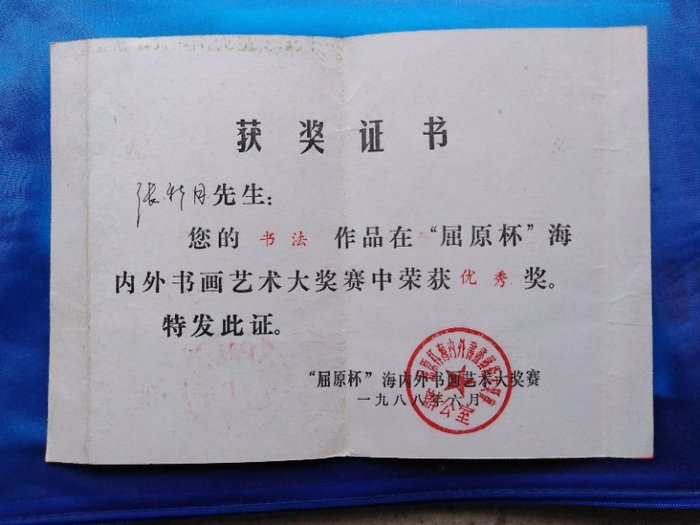 获奖证书
张新月先生：
您的书法作品在“屈原杯”海
内外书画艺术大奖赛中荣获优秀奖。
特发此证。
“屈原杯”海内外书画艺术大奖赛
一九八八年六月